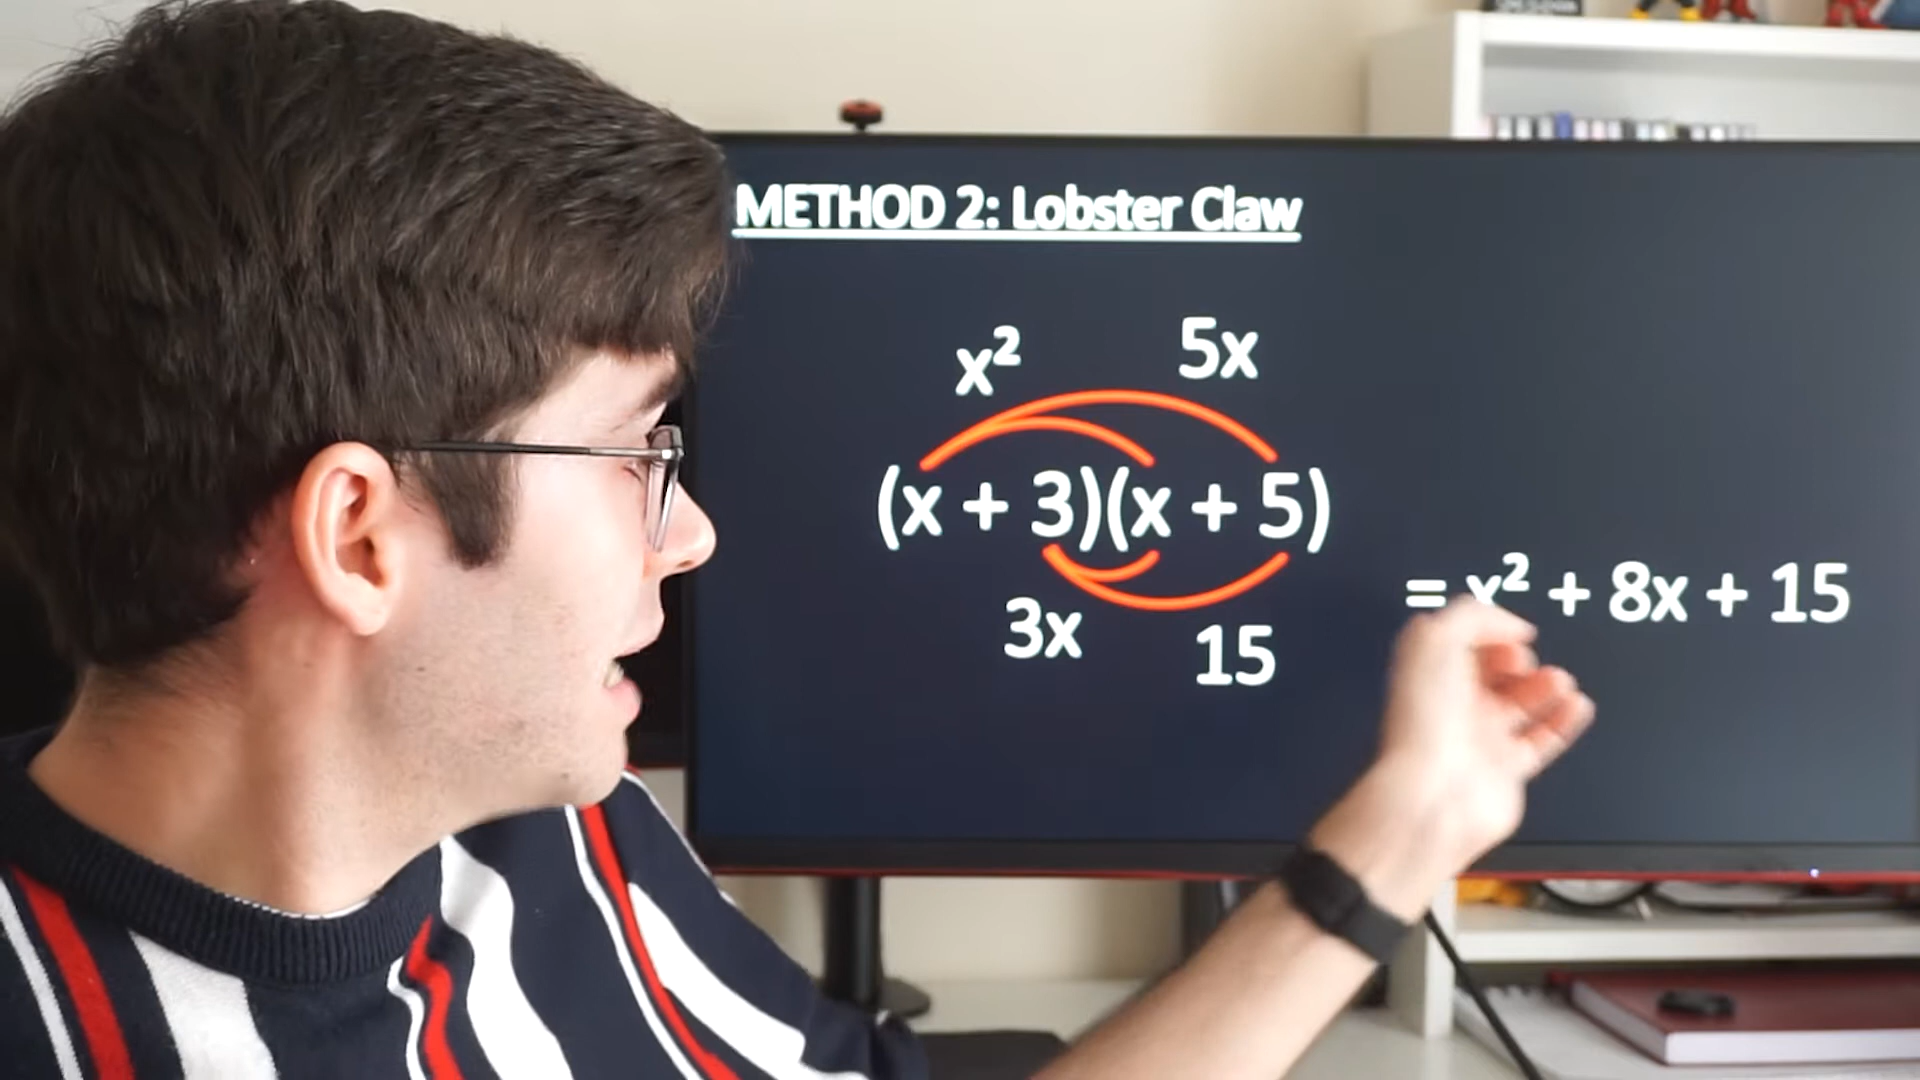 METHOD 2: Lobster Claw
x² 5x
(x + 3)(x + 5)
= x² + 8x + 15
3x 15